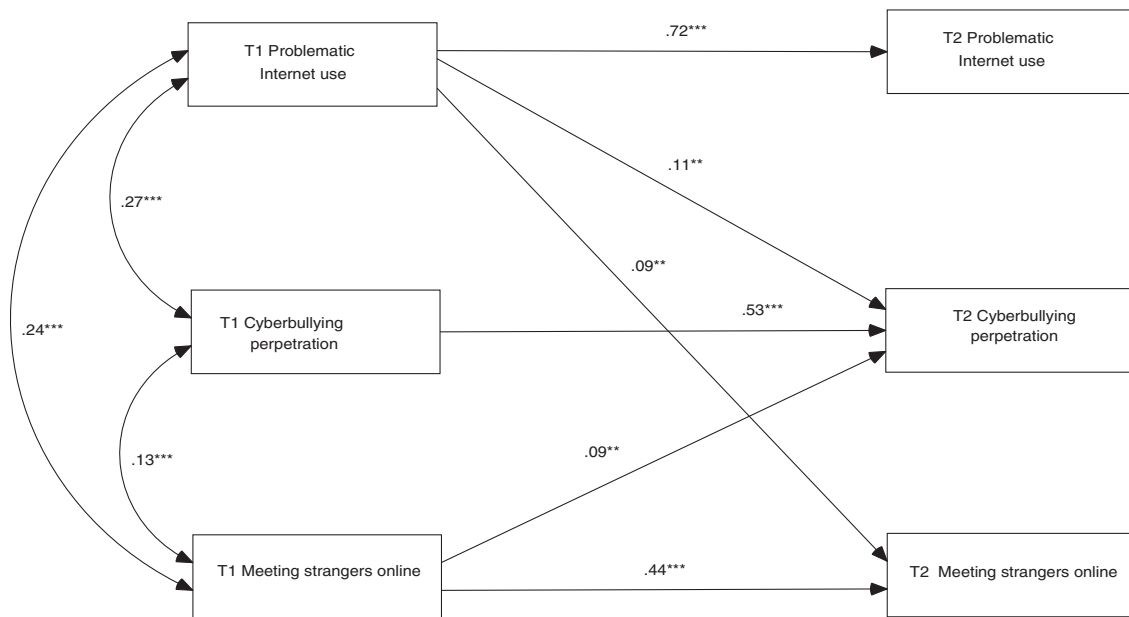 T1 Problematic
Internet use
.72***
T2 Problematic
Internet use
.11**
.27***
.09**
T1 Cyberbullying
perpetration
.53***
T2 Cyberbullying
perpetration
.24***
.13***
.09**
T1 Meeting strangers online
.44***
T2 Meeting strangers online